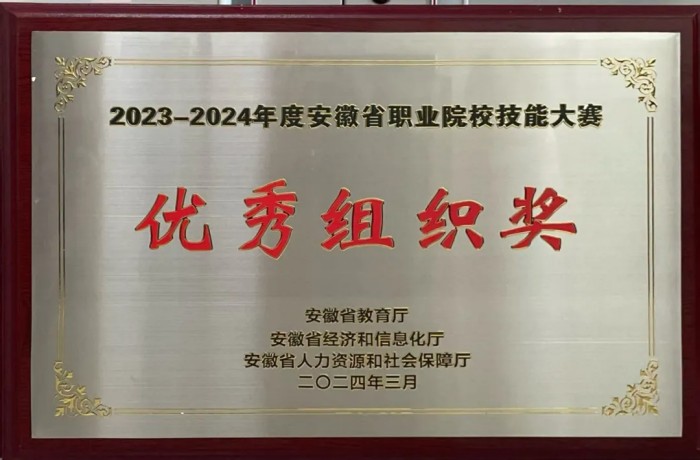 2023-2024年度安徽省职业院校技能大赛
优秀组织奖
安徽省教育厅
安徽省经济和信息化厅
安徽省人力资源和社会保障厅
二〇二四年三月